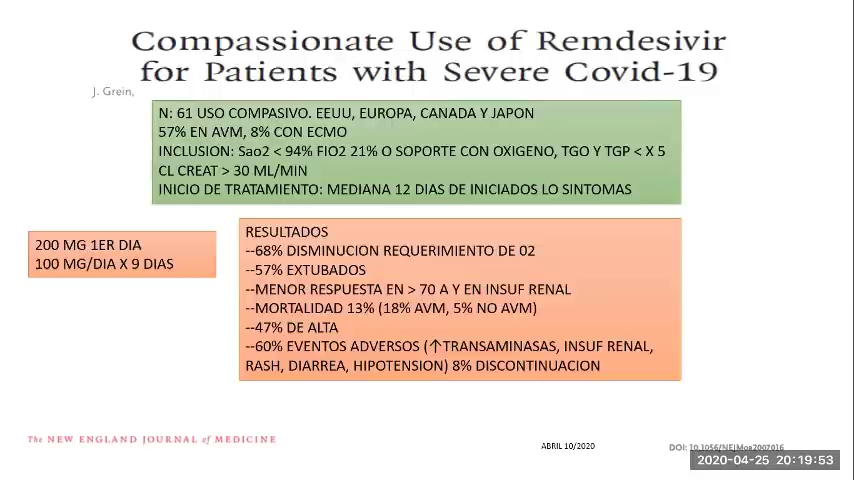 Compassionate Use of Remdesivir
for Patients with Severe Covid-19
J. Grein,
N: 61 USO COMPASIVO. EEUU, EUROPA, CANADA Y JAPON
57% EN AVM, 8% CON ECMO
INCLUSION: Sao2 < 94% FIO2 21% O SOPORTE CON OXIGENO, TGO Y TGP < X 5
CL CREAT > 30 ML/MIN
INICIO DE TRATAMIENTO: MEDIANA 12 DIAS DE INICIADOS LO SINTOMAS
200 MG 1ER DIA
100 MG/DIA X 9 DIAS
RESULTADOS
--68% DISMINUCION REQUERIMIENTO DE 02
--57% EXTUBADOS
--MENOR RESPUESTA EN > 70 A Y EN INSUF RENAL
--MORTALIDAD 13% (18% AVM, 5% NO AVM)
--47% DE ALTA
--60% EVENTOS ADVERSOS (↑TRANSAMINASAS, INSUF RENAL,
RASH, DIARREA, HIPOTENSION) 8% DISCONTINUACION
The NEW ENGLAND JOURNAL of MEDICINE
ABRIL 10/2020
DOI: 10.1056/NEJMoa2007016
2020-04-25 20:19:53